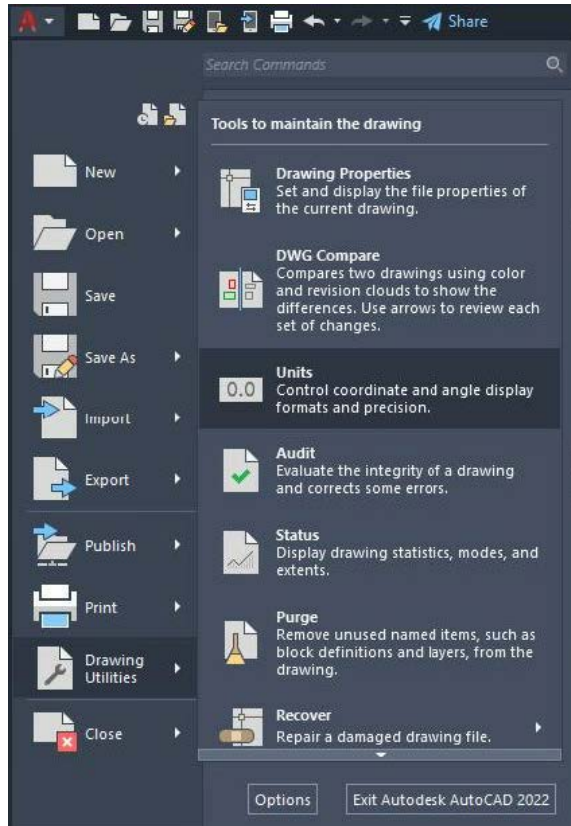 A
Share
Search Commands
Tools to maintain the drawing
New
Open
Save
Save As
Import
Export
Publish
Print
Drawing
Utilities
Close
Drawing Properties
Set and display the file properties of
the current drawing.
DWG Compare
Compares two drawings using color
and revision clouds to show the
differences. Use arrows to review each
set of changes.
0.0
Units
Control coordinate and angle display
formats and precision.
Audit
Evaluate the integrity of a drawing
and corrects some errors.
Status
Display drawing statistics, modes, and
extents.
Purge
Remove unused named items, such as
block definitions and layers, from the
drawing.
Recover
Repair a damaged drawing file.
Options
Exit Autodesk AutoCAD 2022